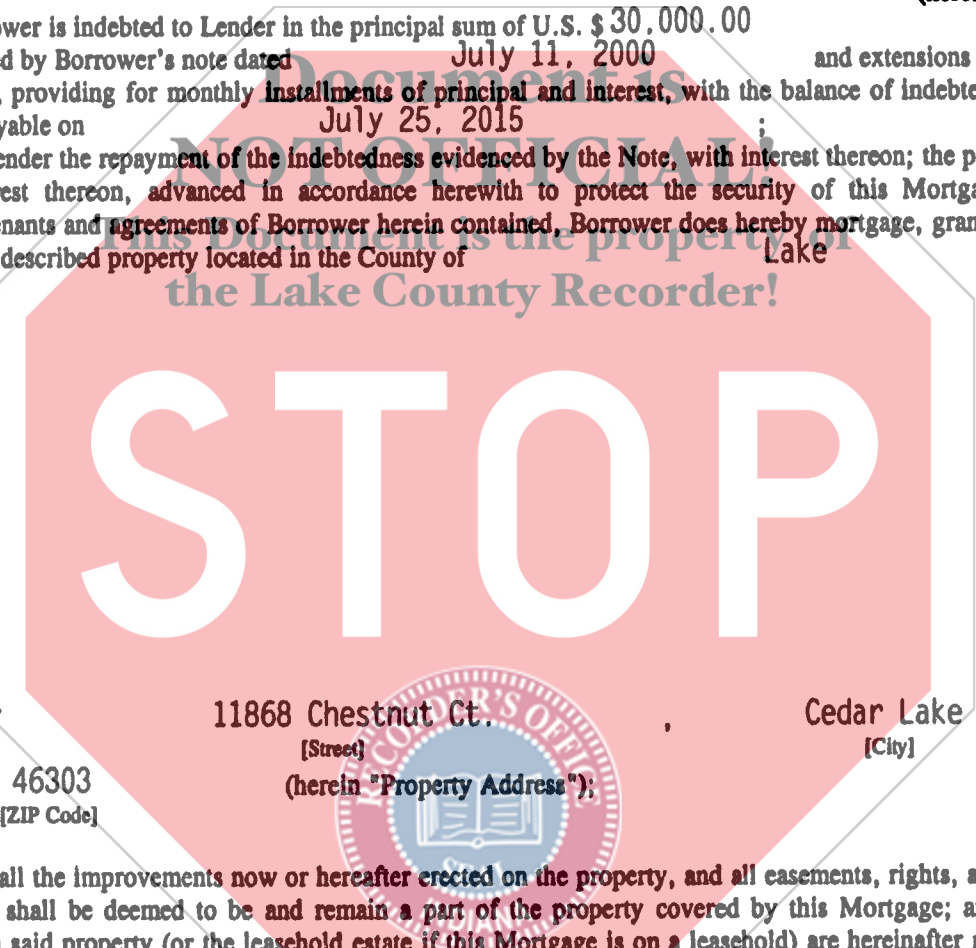 ower is indebted to Lender in the principal sum of U.S. $ 30,000.00
d by Borrower's note dated July 11, 2000 and extensions
, providing for monthly installments of principal and interest, with the balance of indebte
yable on July 25, 2015 ;
ender the repayment of the indebtedness evidenced by the Note, with interest thereon; the p
rest thereon, advanced in accordance herewith to protect the security of this Mortga
nants and agreements of Borrower herein contained, Borrower does hereby mortgage, gran
described property located in the County of Lake
Document is
NOT OFFICIAL!
This Document is the property of
the Lake County Recorder!
STOP
11868 Chestnut Ct. , Cedar Lake
[Street] [City]
46303 (herein "Property Address");
[ZIP Code]
RECORDER'S OFFICE
SEAL
all the improvements now or hereafter erected on the property, and all easements, rights, a
shall be deemed to be and remain a part of the property covered by this Mortgage; a
said property (or the leasehold estate if this Mortgage is on a leasehold) are hereinafter